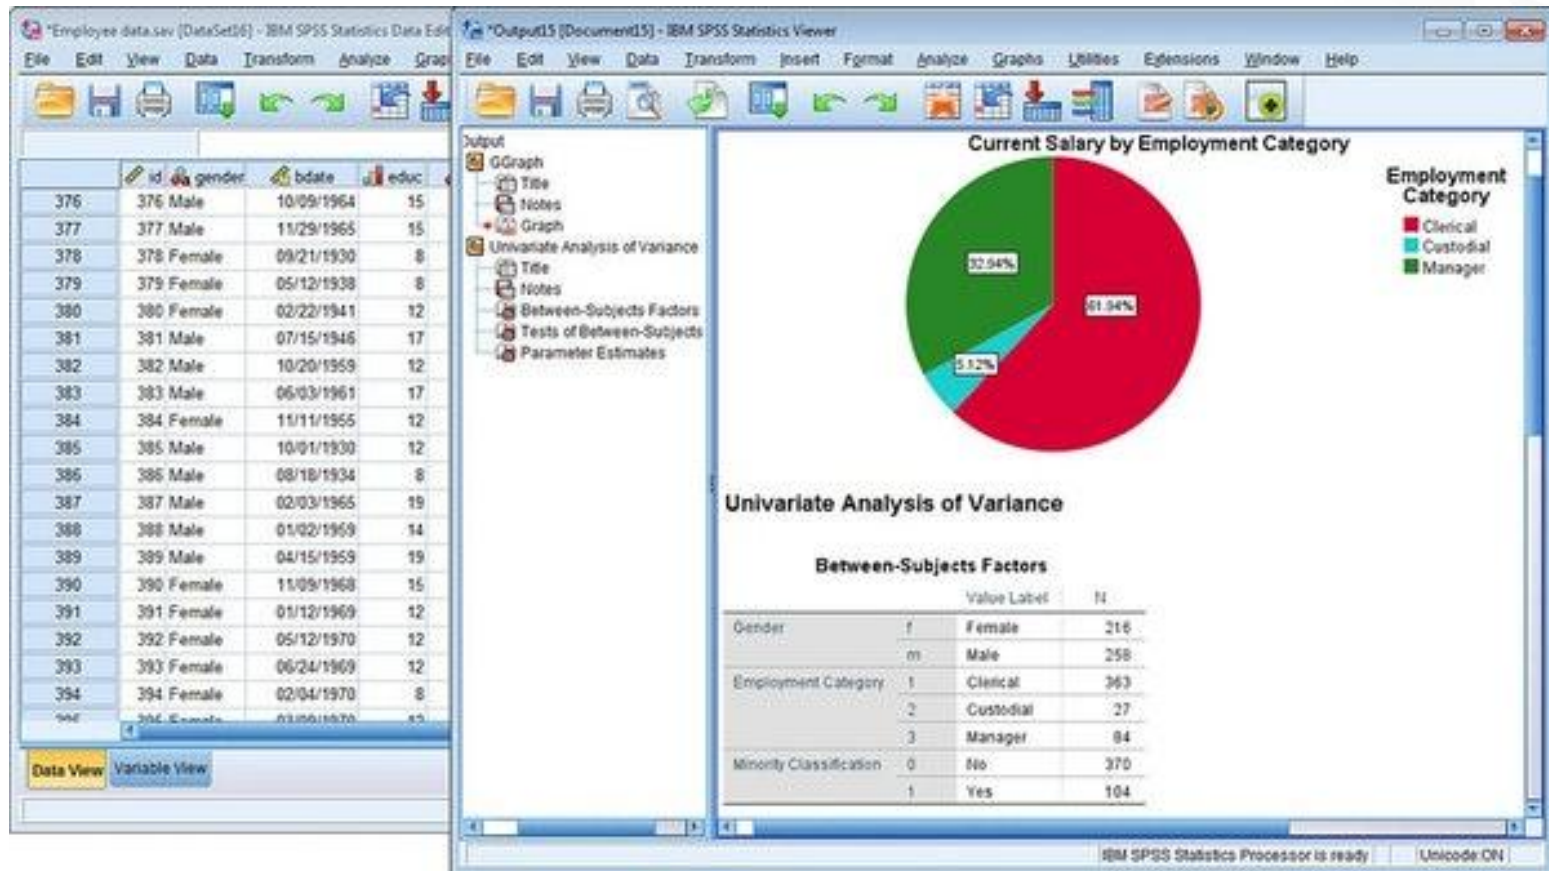 *Employee data.sav [DataSet16] - IBM SPSS Statistics Data Edit
File Edit View Data Transform Analyze Grap
id gender bdate educ
376 376 Male 10/09/1964 15
377 377 Male 11/29/1965 15
378 378 Female 09/21/1930 8
379 379 Female 05/12/1938 8
380 380 Female 02/22/1941 12
381 381 Male 07/15/1946 17
382 382 Male 10/20/1959 12
383 383 Male 06/03/1961 17
384 384 Female 11/11/1955 12
385 385 Male 10/01/1930 12
386 386 Male 08/18/1934 8
387 387 Male 02/03/1965 19
388 388 Male 01/02/1959 14
389 389 Male 04/15/1959 19
390 390 Female 11/09/1968 15
391 391 Female 01/12/1969 12
392 392 Female 05/12/1970 12
393 393 Female 06/24/1969 12
394 394 Female 02/04/1970 8
Data View Variable View
*Output15 [Document15] - IBM SPSS Statistics Viewer
File Edit View Data Transform Insert Format Analyze Graphs Utilities Extensions Window Help
Output
GGraph
Title
Notes
Graph
Univariate Analysis of Variance
Title
Notes
Between-Subjects Factors
Tests of Between-Subjects
Parameter Estimates
Current Salary by Employment Category
Employment
Category
Clerical
Custodial
Manager
32.94%
61.94%
5.12%
Univariate Analysis of Variance
Between-Subjects Factors
Value Label N
Gender f Female 216
m Male 258
Employment Category 1 Clerical 363
2 Custodial 27
3 Manager 84
Minority Classification 0 No 370
1 Yes 104
IBM SPSS Statistics Processor is ready Unicode:ON